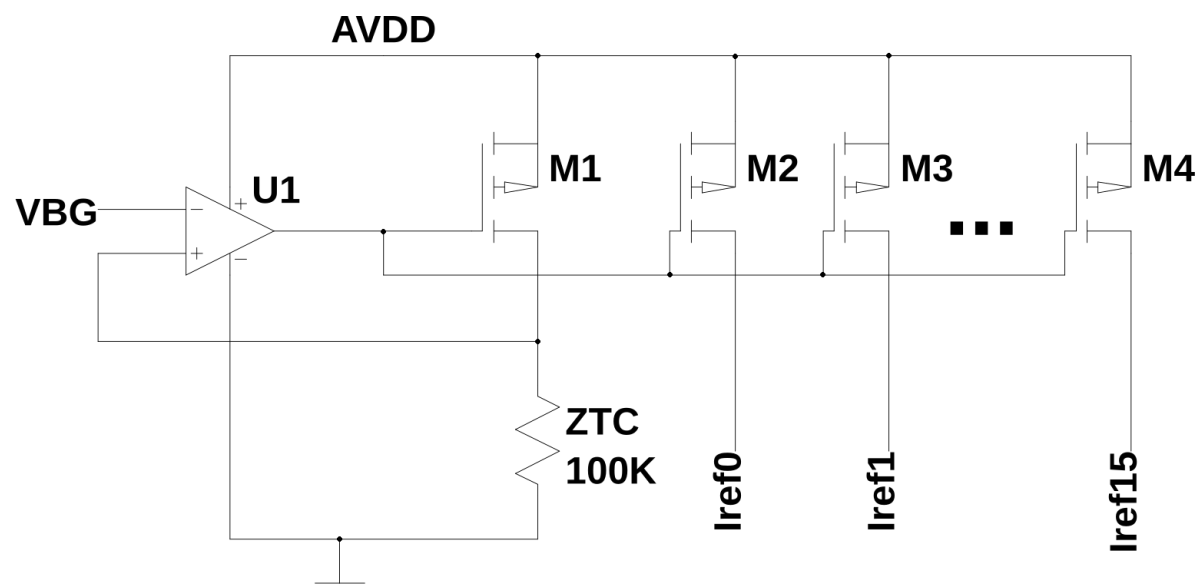 AVDD
M1
M2
M3
M4
U1
VBG
ZTC
100K
Iref0
Iref1
Iref15